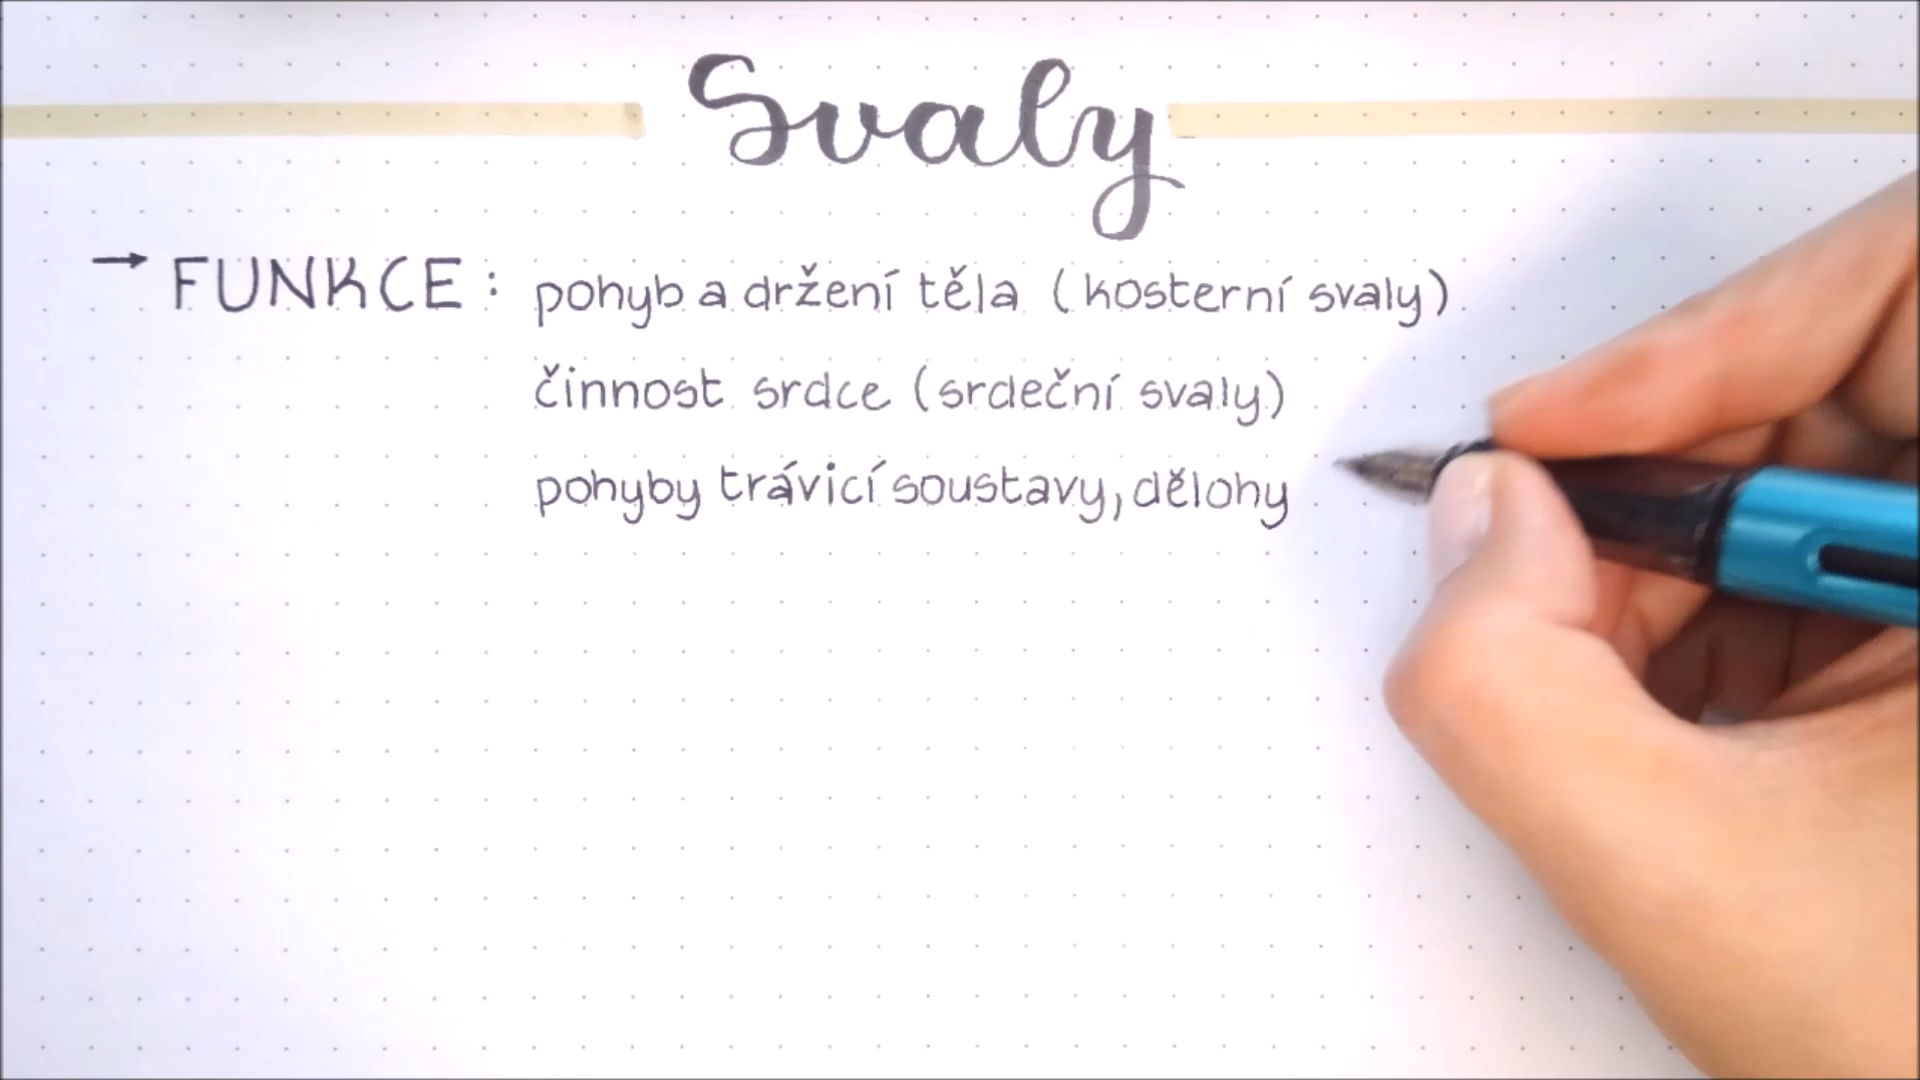 Svaly
→ FUNKCE: pohyb a držení těla (kosterní svaly)
činnost srdce (srdeční svaly)
pohyby trávicí soustavy, dělohy